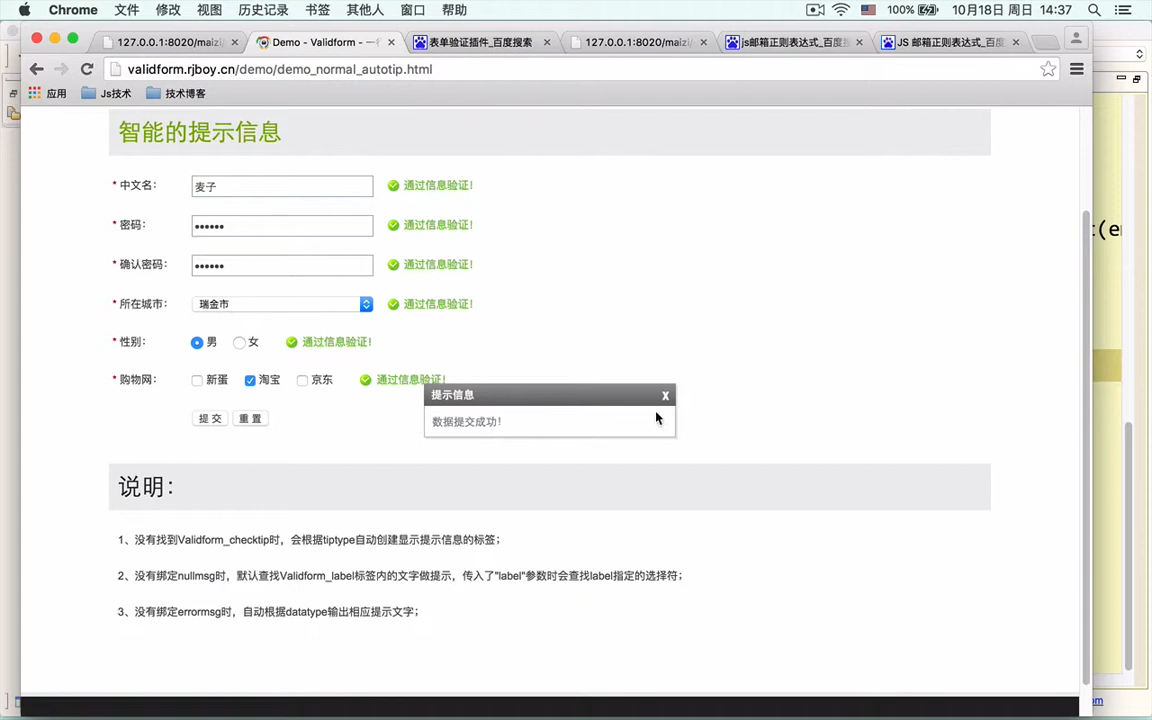 Chrome 文件 修改 视图 历史记录 书签 其他人 窗口 帮助 100% 10月18日 周日 14:37
127.0.0.1:8020/maizi/ Demo - Validform - 一 表单验证插件_百度搜索 127.0.0.1:8020/maizi/ js邮箱正则表达式_百度 JS 邮箱正则表达式_百度
validform.rjboy.cn/demo/demo_normal_autotip.html
应用 Js技术 技术博客
智能的提示信息
* 中文名： 麦子 通过信息验证！
* 密码： •••••• 通过信息验证！
* 确认密码： •••••• 通过信息验证！
* 所在城市： 瑞金市 通过信息验证！
* 性别： 男 女 通过信息验证！
* 购物网： 新蛋 淘宝 京东 通过信息验证！
提示信息 x
数据提交成功！
提 交 重 置
说明：
1、没有找到Validform_checktip时，会根据tiptype自动创建显示提示信息的标签；
2、没有绑定nullmsg时，默认查找Validform_label标签内的文字做提示，传入了"label"参数时会查找label指定的选择符；
3、没有绑定errormsg时，自动根据datatype输出相应提示文字；